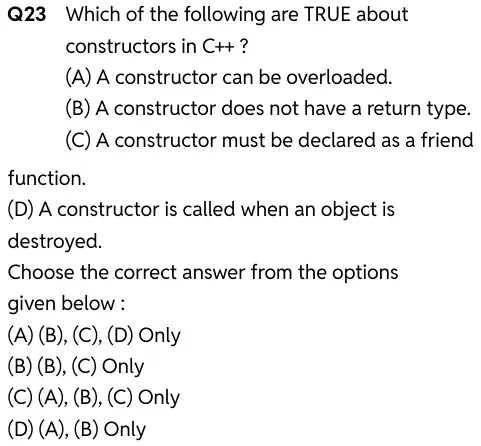 Q23 Which of the following are TRUE about
constructors in C++ ?
(A) A constructor can be overloaded.
(B) A constructor does not have a return type.
(C) A constructor must be declared as a friend
function.
(D) A constructor is called when an object is
destroyed.
Choose the correct answer from the options
given below :
(A) (B), (C), (D) Only
(B) (B), (C) Only
(C) (A), (B), (C) Only
(D) (A), (B) Only